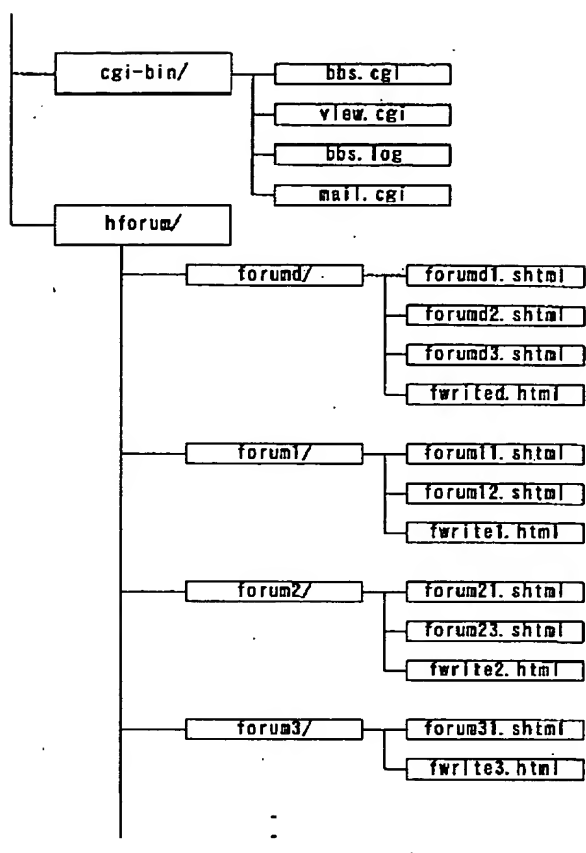 cgi-bin/
bbs.cgi
view.cgi
bbs.log
mail.cgi
hforum/
forumd/
forumd1.shtml
forumd2.shtml
forumd3.shtml
fwrited.html
forum1/
forum11.shtml
forum12.shtml
fwrite1.html
forum2/
forum21.shtml
forum23.shtml
fwrite2.html
forum3/
forum31.shtml
fwrite3.html